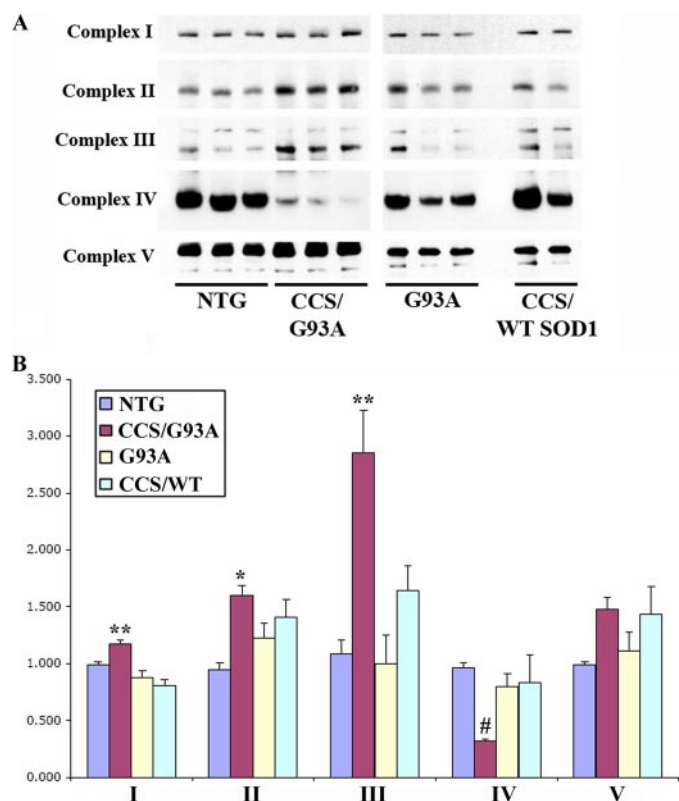 A
Complex I
Complex II
Complex III
Complex IV
Complex V
NTG
CCS/
G93A
G93A
CCS/
WT SOD1
B
3.500
3.000
2.500
2.000
1.500
1.000
0.500
0.000
NTG
CCS/G93A
G93A
CCS/WT
**
*
**
#
I
II
III
IV
V